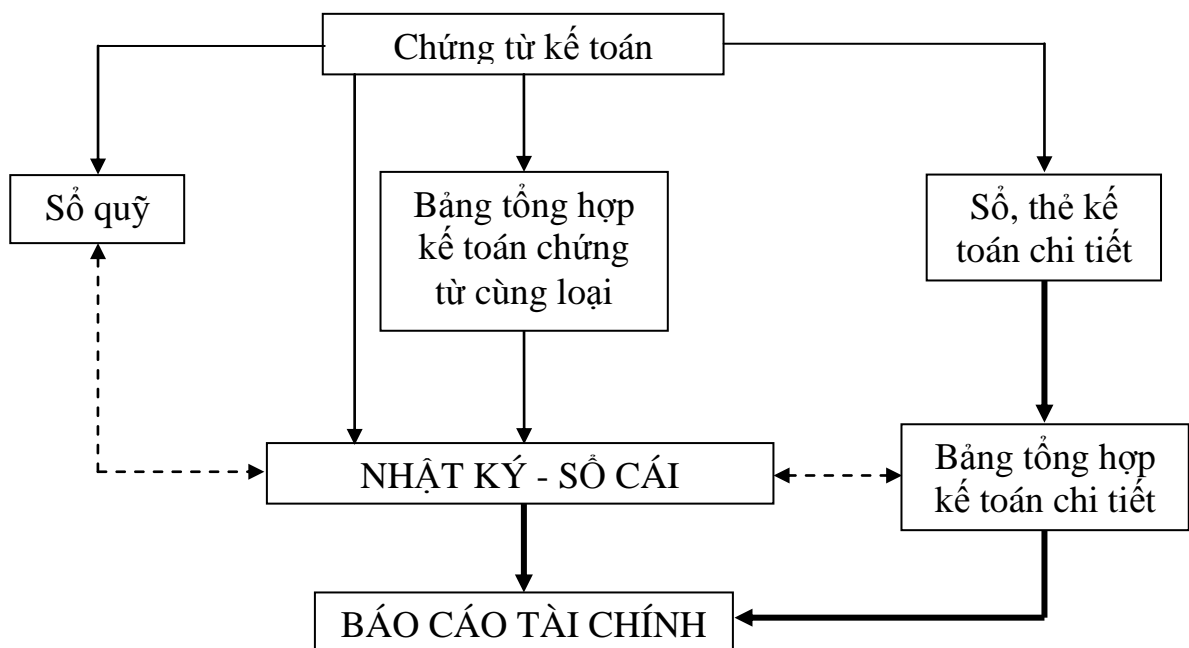 Chứng từ kế toán
Sổ quỹ
Bảng tổng hợp
kế toán chứng
từ cùng loại
Sổ, thẻ kế
toán chi tiết
NHẬT KÝ - SỔ CÁI
Bảng tổng hợp
kế toán chi tiết
BÁO CÁO TÀI CHÍNH